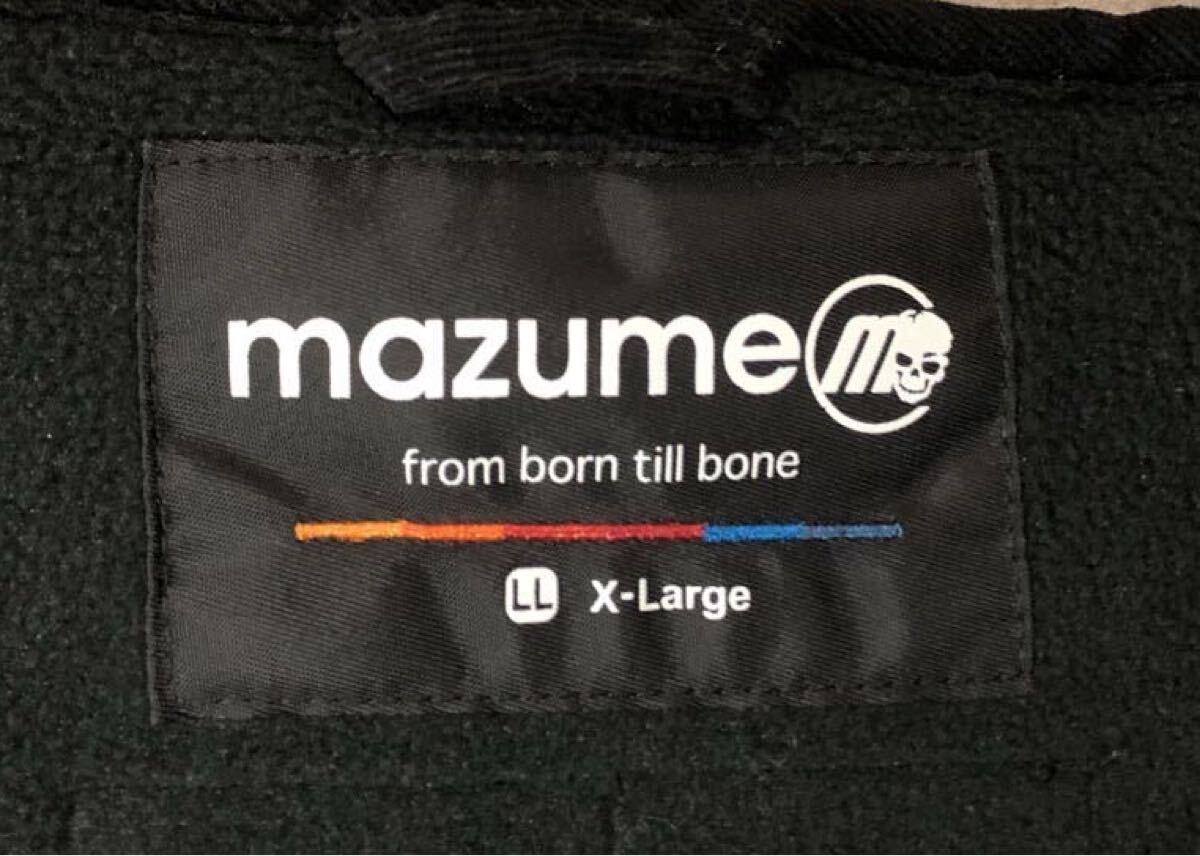 mazume m
from born till bone
LL X-Large